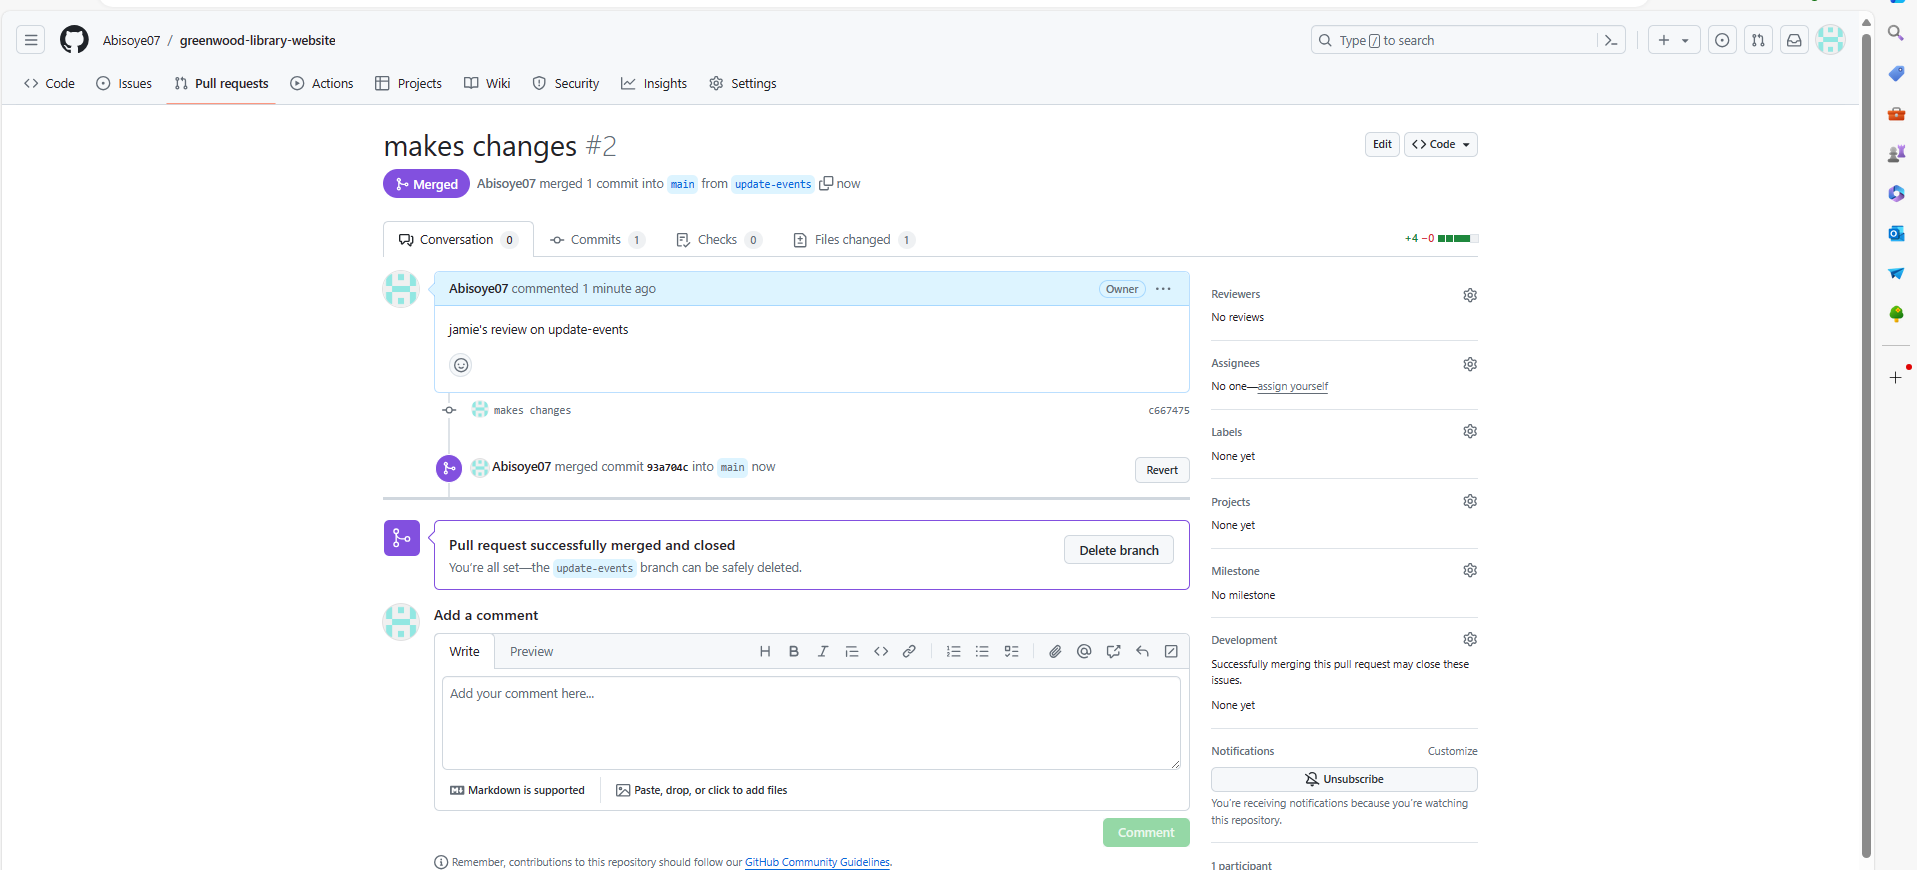 Abisoye07 / greenwood-library-website
Type / to search
Code Issues Pull requests Actions Projects Wiki Security Insights Settings
makes changes #2
Edit Code
Merged Abisoye07 merged 1 commit into main from update-events now
Conversation 0 Commits 1 Checks 0 Files changed 1
+4 −0
Abisoye07 commented 1 minute ago
Owner
jamie's review on update-events
makes changes
c667475
Abisoye07 merged commit 93a704c into main now
Revert
Pull request successfully merged and closed
You're all set—the update-events branch can be safely deleted.
Delete branch
Add a comment
Write Preview
Add your comment here...
Markdown is supported
Paste, drop, or click to add files
Comment
Remember, contributions to this repository should follow our GitHub Community Guidelines.
Reviewers
No reviews
Assignees
No one—assign yourself
Labels
None yet
Projects
None yet
Milestone
No milestone
Development
Successfully merging this pull request may close these
issues.
None yet
Notifications
Customize
Unsubscribe
You're receiving notifications because you're watching
this repository.
1 participant